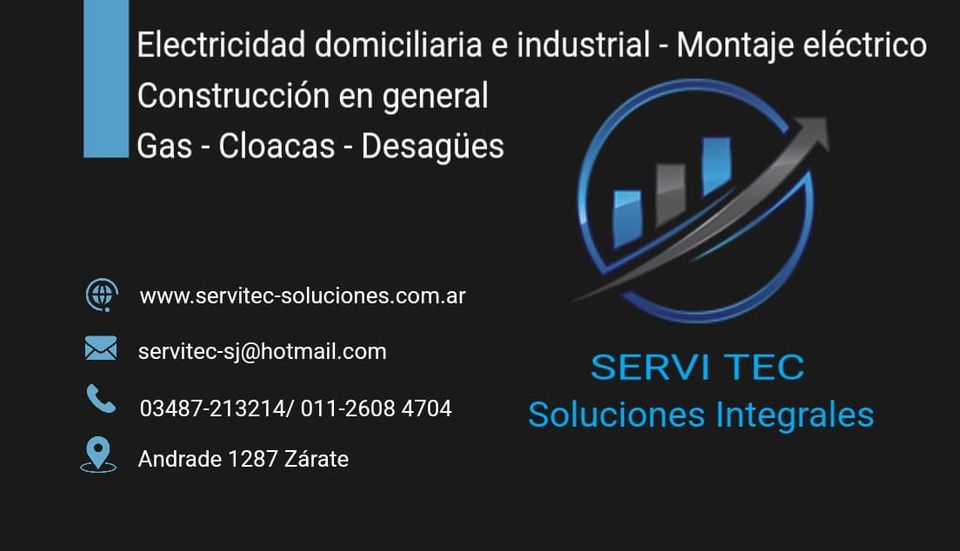 Electricidad domiciliaria e industrial - Montaje eléctrico
Construcción en general
Gas - Cloacas - Desagües
www.servitec-soluciones.com.ar
servitec-sj@hotmail.com
03487-213214/ 011-2608 4704
Andrade 1287 Zárate
SERVI TEC
Soluciones Integrales